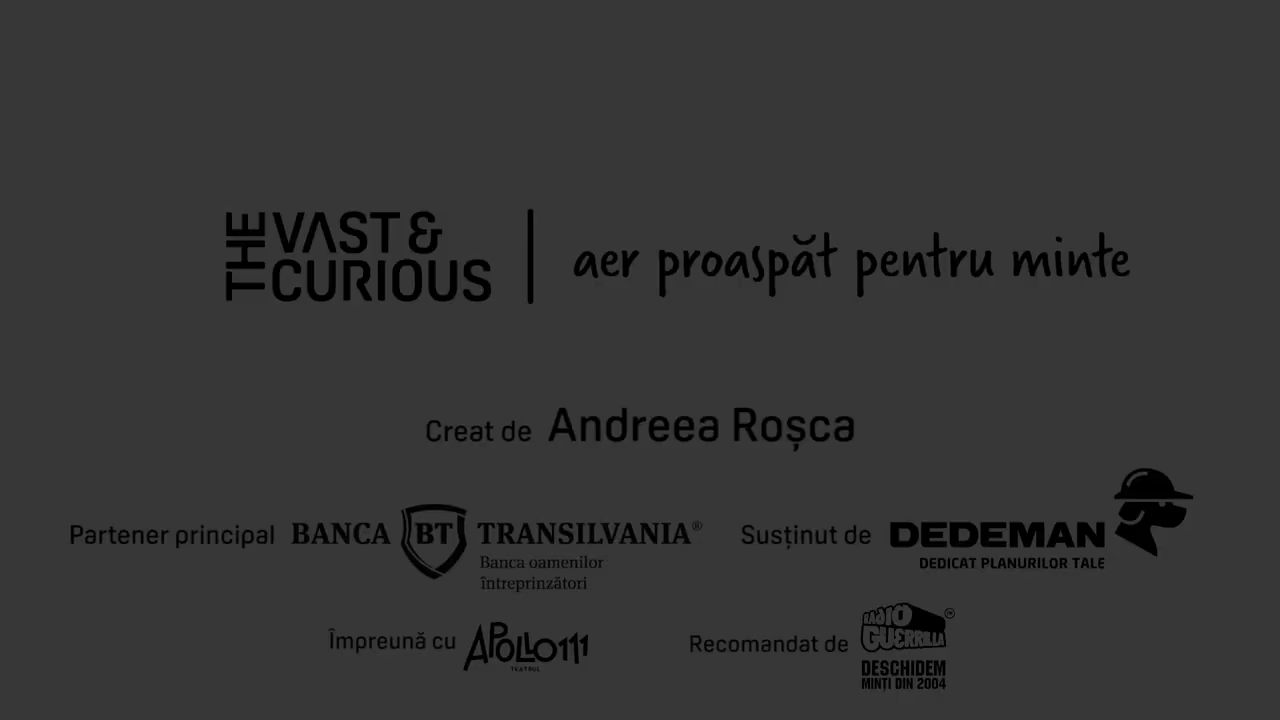 THE VAST & CURIOUS
aer proaspăt pentru minte
Creat de Andreea Roșca
Partener principal BANCA BT TRANSILVANIA®
Banca oamenilor
întreprinzători
Susținut de DEDEMAN
DEDICAT PLANURILOR TALE
Împreună cu APOLLO111
TEATRUL
Recomandat de RADIO GUERRILLA
DESCHIDEM
MINȚI DIN 2004